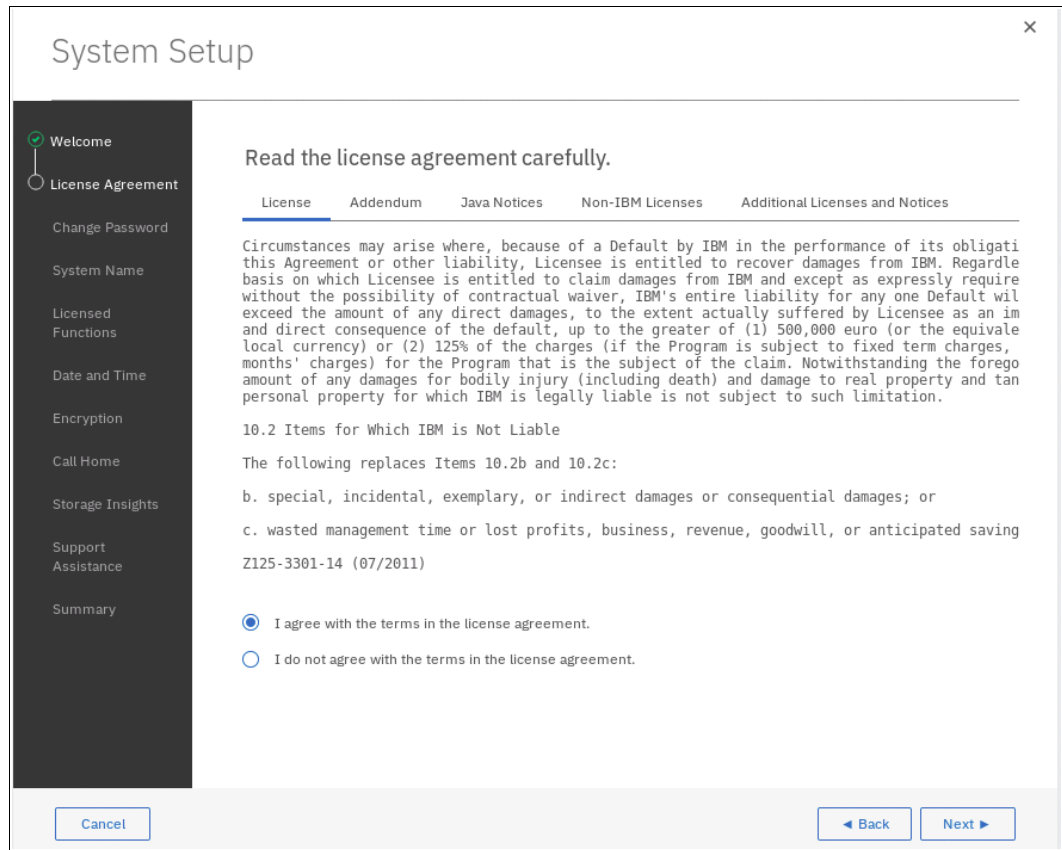 System Setup
Welcome
License Agreement
Change Password
System Name
Licensed
Functions
Date and Time
Encryption
Call Home
Storage Insights
Support
Assistance
Summary
Read the license agreement carefully.
License Addendum Java Notices Non-IBM Licenses Additional Licenses and Notices
Circumstances may arise where, because of a Default by IBM in the performance of its obligati
this Agreement or other liability, Licensee is entitled to recover damages from IBM. Regardle
basis on which Licensee is entitled to claim damages from IBM and except as expressly require
without the possibility of contractual waiver, IBM's entire liability for any one Default wil
exceed the amount of any direct damages, to the extent actually suffered by Licensee as an im
and direct consequence of the default, up to the greater of (1) 500,000 euro (or the equivale
local currency) or (2) 125% of the charges (if the Program is subject to fixed term charges,
months' charges) for the Program that is the subject of the claim. Notwithstanding the forego
amount of any damages for bodily injury (including death) and damage to real property and tan
personal property for which IBM is legally liable is not subject to such limitation.
10.2 Items for Which IBM is Not Liable
The following replaces Items 10.2b and 10.2c:
b. special, incidental, exemplary, or indirect damages or consequential damages; or
c. wasted management time or lost profits, business, revenue, goodwill, or anticipated saving
Z125-3301-14 (07/2011)
I agree with the terms in the license agreement.
I do not agree with the terms in the license agreement.
Cancel Back Next